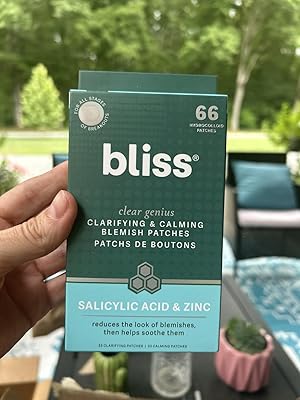 FOR ALL STAGES
OF BREAKOUTS
66
HYDROCOLLOID
PATCHES
bliss®
clear genius
CLARIFYING & CALMING
BLEMISH PATCHES
PATCHS DE BOUTONS
SALICYLIC ACID & ZINC
reduces the look of blemishes,
then helps soothe them
33 CLARIFYING PATCHES | 33 CALMING PATCHES